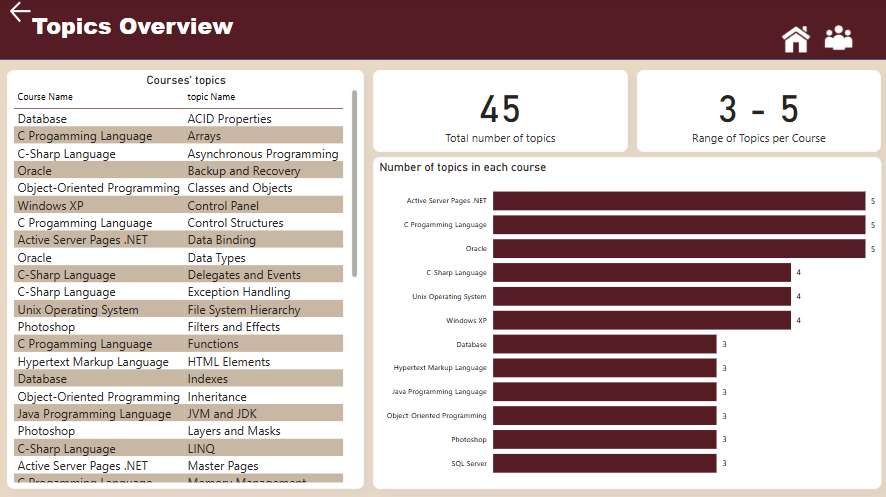 Topics Overview
Courses' topics
Course Name topic Name
Database ACID Properties
C Progamming Language Arrays
C-Sharp Language Asynchronous Programming
Oracle Backup and Recovery
Object-Oriented Programming Classes and Objects
Windows XP Control Panel
C Progamming Language Control Structures
Active Server Pages .NET Data Binding
Oracle Data Types
C-Sharp Language Delegates and Events
C-Sharp Language Exception Handling
Unix Operating System File System Hierarchy
Photoshop Filters and Effects
C Progamming Language Functions
Hypertext Markup Language HTML Elements
Database Indexes
Object-Oriented Programming Inheritance
Java Programming Language JVM and JDK
Photoshop Layers and Masks
C-Sharp Language LINQ
Active Server Pages .NET Master Pages
C Progamming Language Memory Management
45
Total number of topics
3 - 5
Range of Topics per Course
Number of topics in each course
Active Server Pages .NET 5
C Progamming Language 5
Oracle 5
C-Sharp Language 4
Unix Operating System 4
Windows XP 4
Database 3
Hypertext Markup Language 3
Java Programming Language 3
Object-Oriented Programming 3
Photoshop 3
SQL Server 3